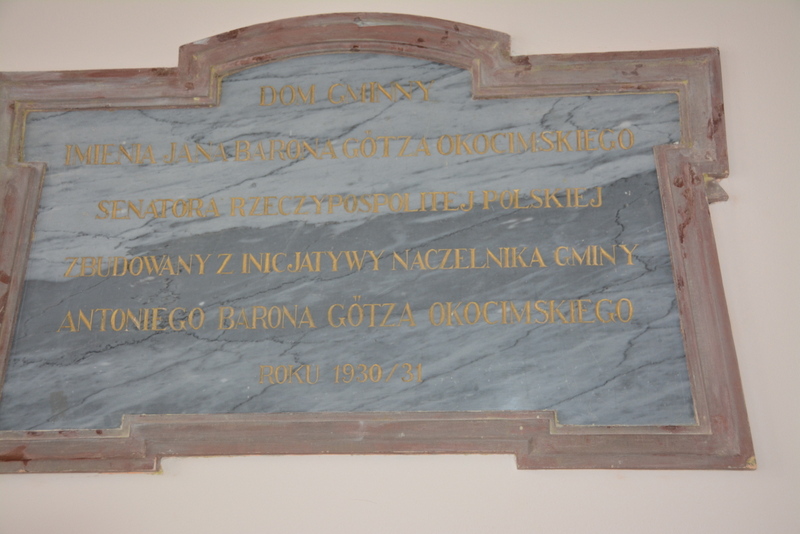 DOM GMINNY
IMIENIA JANA BARONA GÖTZA OKOCIMSKIEGO
SENATORA RZECZYPOSPOLITEJ POLSKIEJ
ZBUDOWANY Z INICJATYWY NACZELNIKA GMINY
ANTONIEGO BARONA GÖTZA OKOCIMSKIEGO
ROKU 1930/31